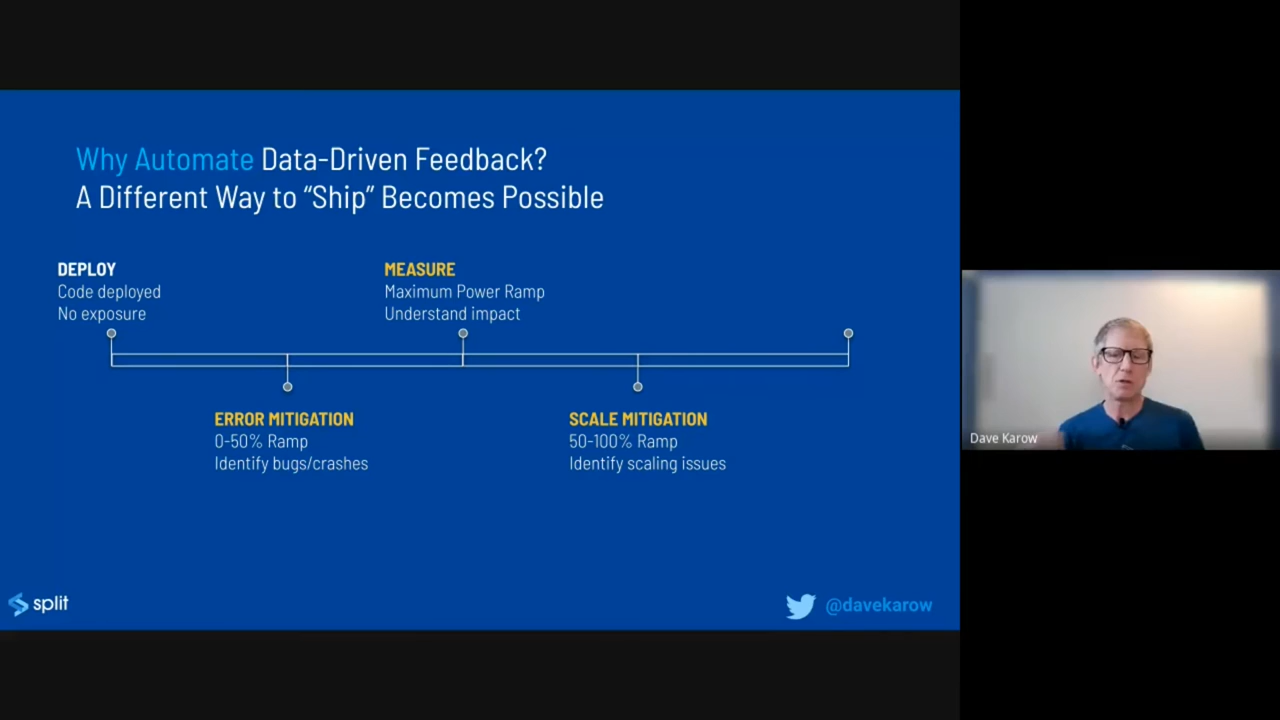 Why Automate Data-Driven Feedback?
A Different Way to “Ship” Becomes Possible
DEPLOY
Code deployed
No exposure
MEASURE
Maximum Power Ramp
Understand impact
ERROR MITIGATION
0-50% Ramp
Identify bugs/crashes
SCALE MITIGATION
50-100% Ramp
Identify scaling issues
split
@davekarow
Dave Karow